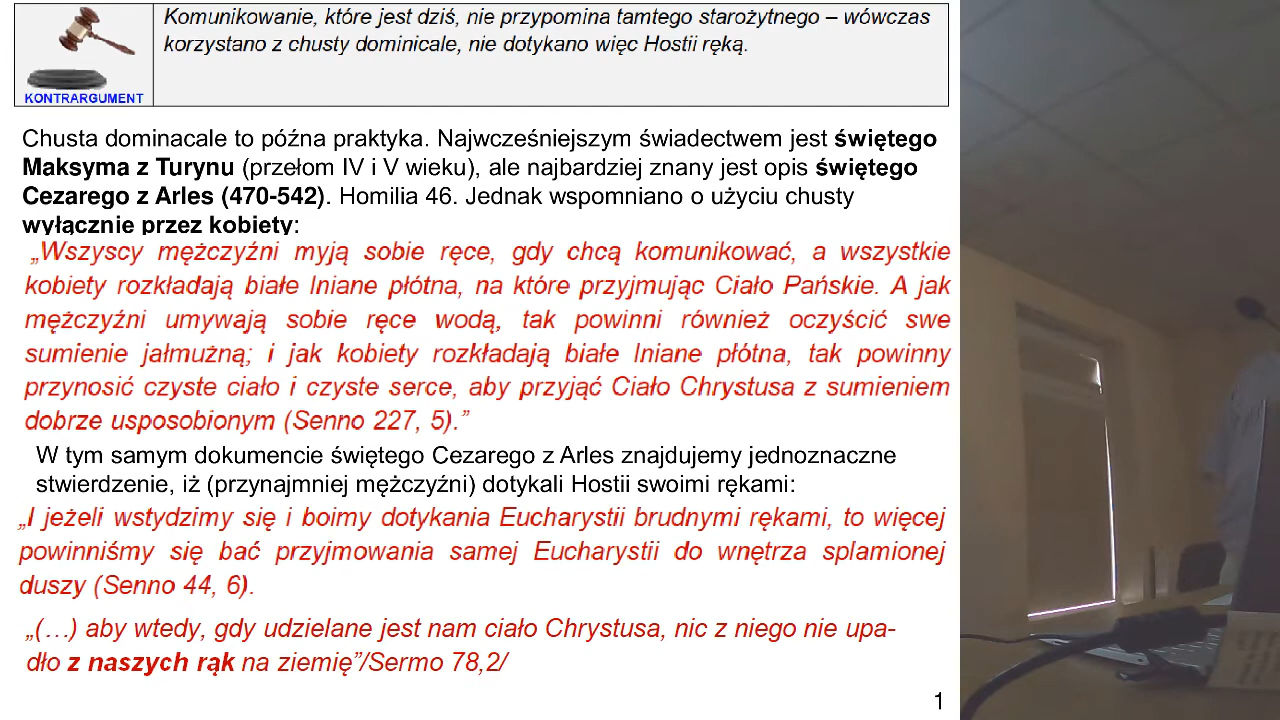 Komunikowanie, które jest dziś, nie przypomina tamtego starożytnego – wówczas
korzystano z chusty dominicale, nie dotykano więc Hostii ręką.
KONTRARGUMENT
Chusta dominacale to późna praktyka. Najwcześniejszym świadectwem jest świętego
Maksyma z Turynu (przełom IV i V wieku), ale najbardziej znany jest opis świętego
Cezarego z Arles (470-542). Homilia 46. Jednak wspomniano o użyciu chusty
wyłącznie przez kobiety:
„Wszyscy mężczyźni myją sobie ręce, gdy chcą komunikować, a wszystkie
kobiety rozkładają białe lniane płótna, na które przyjmując Ciało Pańskie. A jak
mężczyźni umywają sobie ręce wodą, tak powinni również oczyścić swe
sumienie jałmużną; i jak kobiety rozkładają białe lniane płótna, tak powinny
przynosić czyste ciało i czyste serce, aby przyjąć Ciało Chrystusa z sumieniem
dobrze usposobionym (Senno 227, 5).”
W tym samym dokumencie świętego Cezarego z Arles znajdujemy jednoznaczne
stwierdzenie, iż (przynajmniej mężczyźni) dotykali Hostii swoimi rękami:
„I jeżeli wstydzimy się i boimy dotykania Eucharystii brudnymi rękami, to więcej
powinniśmy się bać przyjmowania samej Eucharystii do wnętrza splamionej
duszy (Senno 44, 6).
„(…) aby wtedy, gdy udzielane jest nam ciało Chrystusa, nic z niego nie upa-
dło z naszych rąk na ziemię”/Sermo 78,2/
1